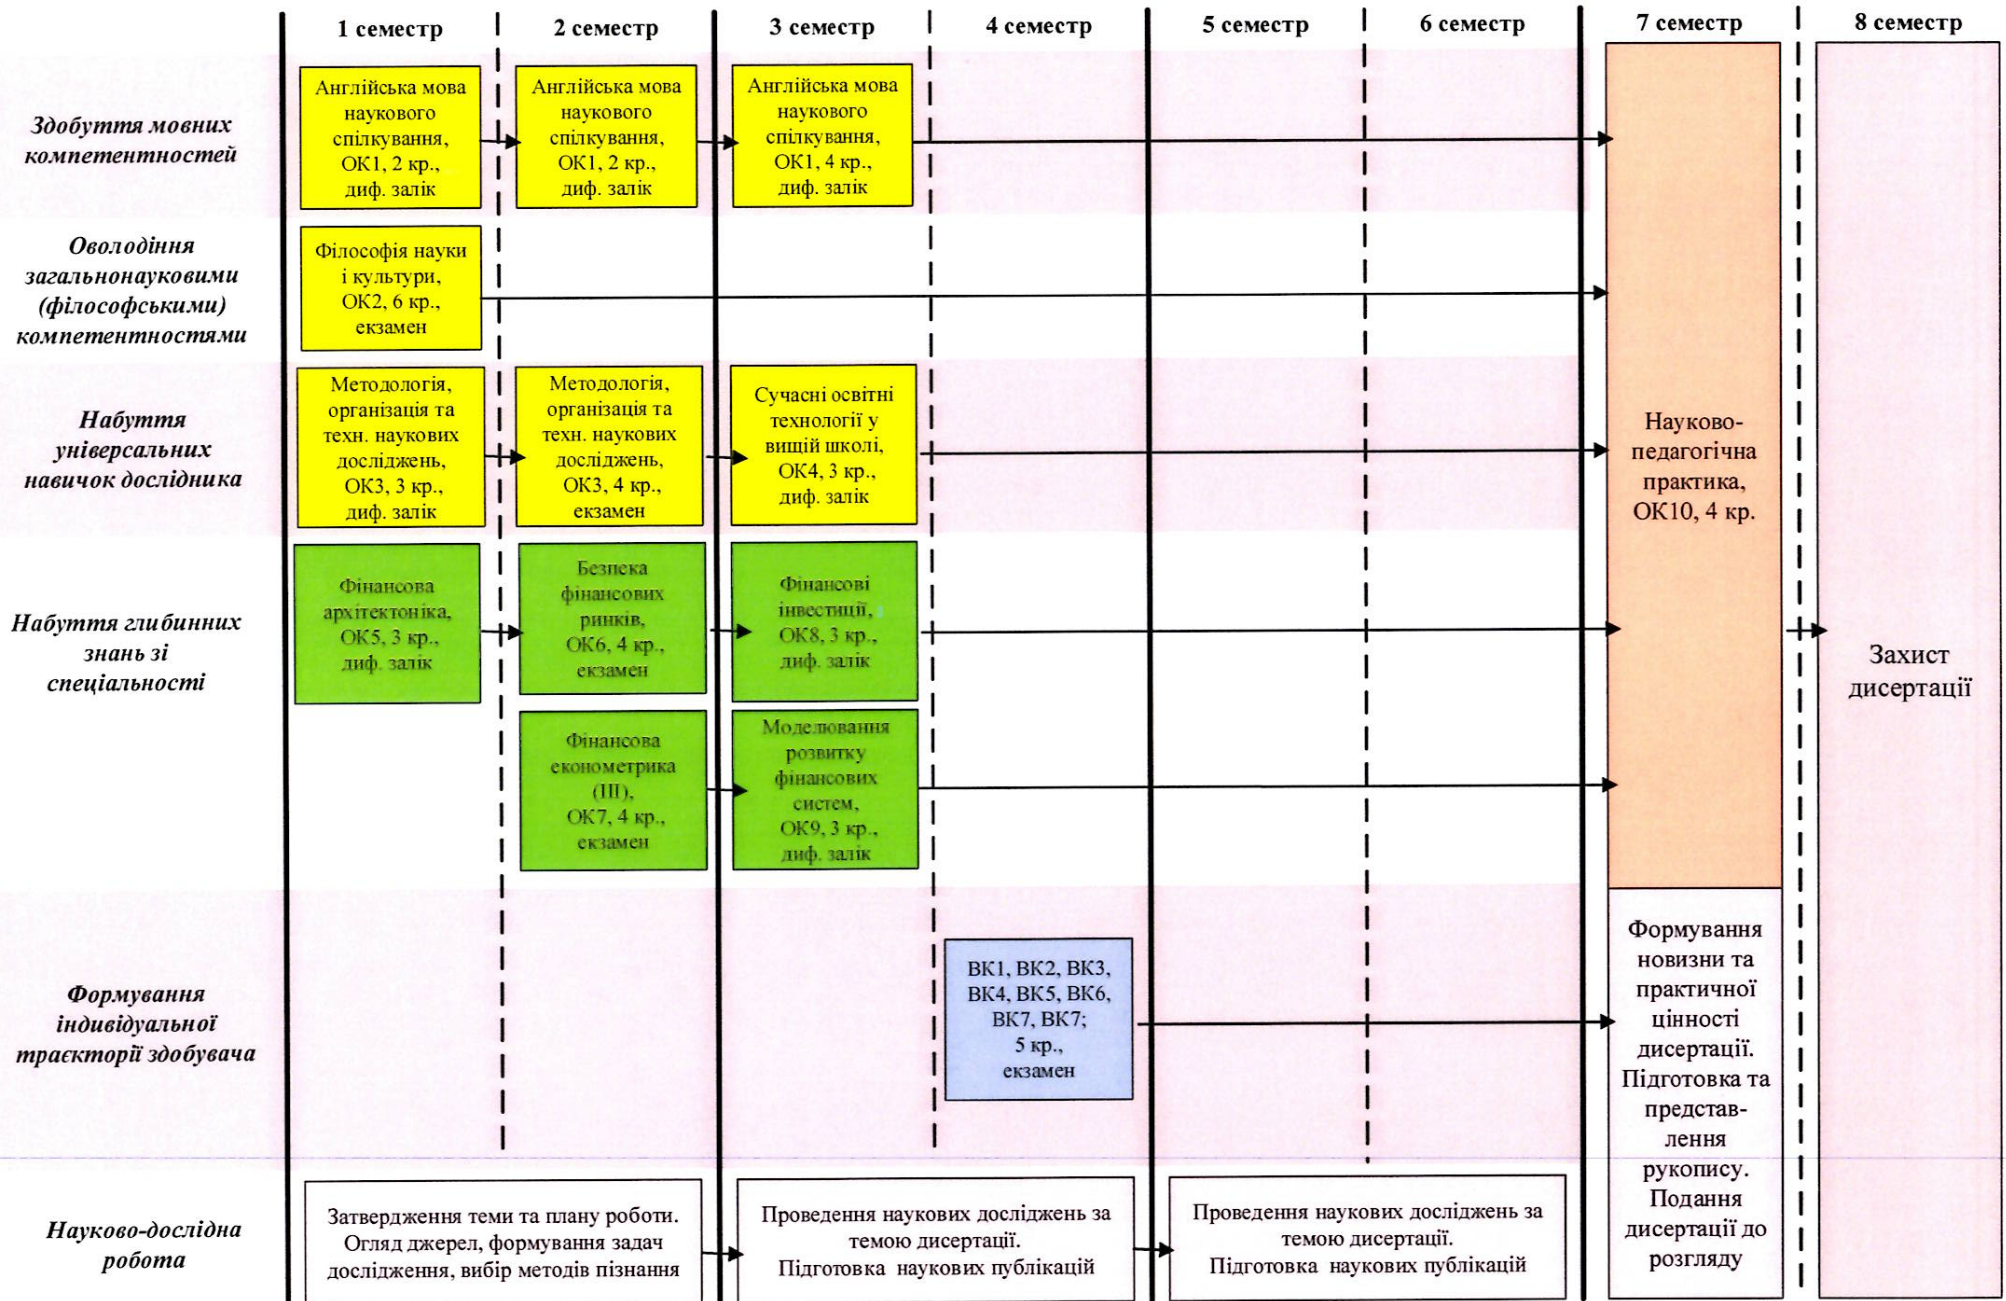 1 семестр
2 семестр
3 семестр
4 семестр
5 семестр
6 семестр
7 семестр
8 семестр
Здобуття мовних
компетентностей
Англійська мова
наукового
спілкування,
ОК1, 2 кр.,
диф. залік
Англійська мова
наукового
спілкування,
ОК1, 2 кр.,
диф. залік
Англійська мова
наукового
спілкування,
ОК1, 4 кр.,
диф. залік
Оволодіння
загальнонауковими
(філософськими)
компетентностями
Філософія науки
і культури,
ОК2, 6 кр.,
екзамен
Набуття
універсальних
навичок дослідника
Методологія,
організація та
техн. наукових
досліджень,
ОК3, 3 кр.,
диф. залік
Методологія,
організація та
техн. наукових
досліджень,
ОК3, 4 кр.,
екзамен
Сучасні освітні
технології у
вищій школі,
ОК4, 3 кр.,
диф. залік
Науково-
педагогічна
практика,
ОК10, 4 кр.
Набуття глибинних
знань зі
спеціальності
Фінансова
архітектоніка,
ОК5, 3 кр.,
диф. залік
Безпека
фінансових
ринків,
ОК6, 4 кр.,
екзамен
Фінансові
інвестиції,
ОК8, 3 кр.,
диф. залік
Захист
дисертації
Фінансова
економетрика
(ІІІ),
ОК7, 4 кр.,
екзамен
Моделювання
розвитку
фінансових
систем,
ОК9, 3 кр.,
диф. залік
Формування
індивідуальної
траєкторії здобувача
ВК1, ВК2, ВК3,
ВК4, ВК5, ВК6,
ВК7, ВК7;
5 кр.,
екзамен
Формування
новизни та
практичної
цінності
дисертації.
Підготовка та
представ-
лення
рукопису.
Подання
дисертації до
розгляду
Науково-дослідна
робота
Затвердження теми та плану роботи.
Огляд джерел, формування задач
дослідження, вибір методів пізнання
Проведення наукових досліджень за
темою дисертації.
Підготовка наукових публікацій
Проведення наукових досліджень за
темою дисертації.
Підготовка наукових публікацій